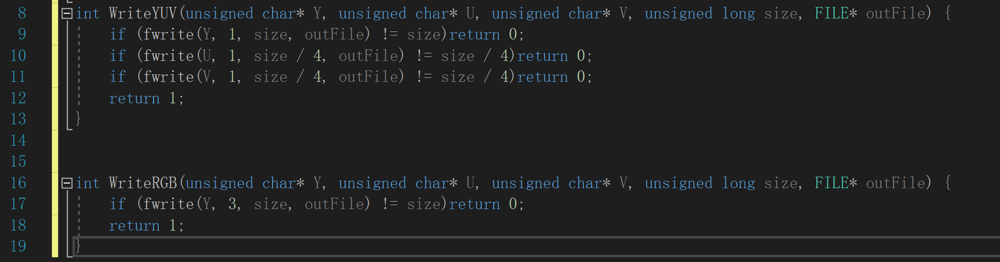 8 int WriteYUV(unsigned char* Y, unsigned char* U, unsigned char* V, unsigned long size, FILE* outFile) {
9 if (fwrite(Y, 1, size, outFile) != size)return 0;
10 if (fwrite(U, 1, size / 4, outFile) != size / 4)return 0;
11 if (fwrite(V, 1, size / 4, outFile) != size / 4)return 0;
12 return 1;
13 }
14
15
16 int WriteRGB(unsigned char* Y, unsigned char* U, unsigned char* V, unsigned long size, FILE* outFile) {
17 if (fwrite(Y, 3, size, outFile) != size)return 0;
18 return 1;
19 }